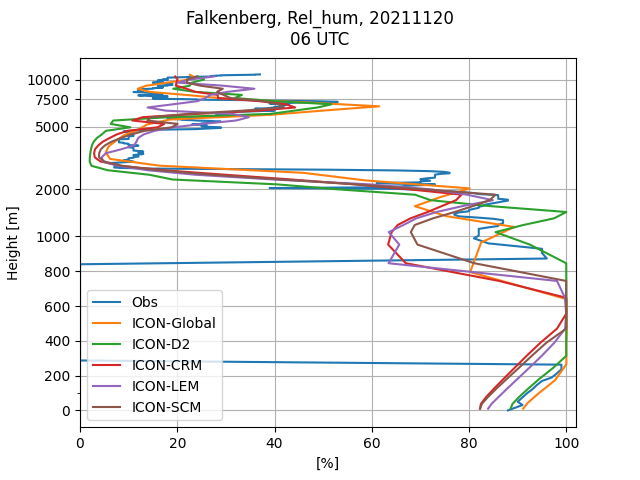 Falkenberg, Rel_hum, 20211120
06 UTC
10000
7500
5000
2000
1000
800
600
400
200
0
Height [m]
Obs
ICON-Global
ICON-D2
ICON-CRM
ICON-LEM
ICON-SCM
0 20 40 60 80 100
[%]